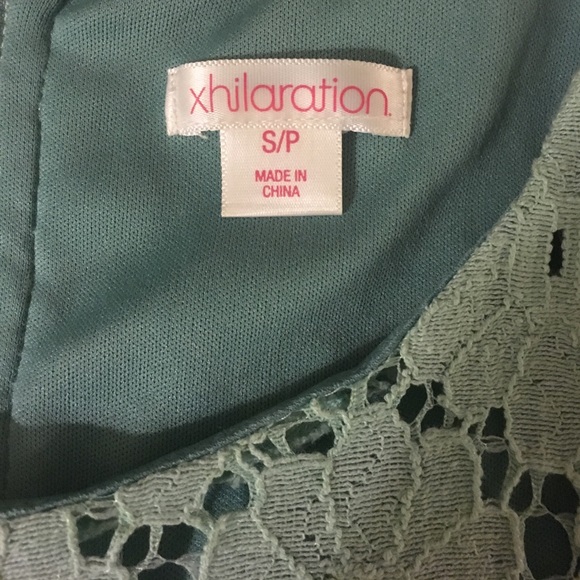 xhilaration.
S/P
MADE IN
CHINA